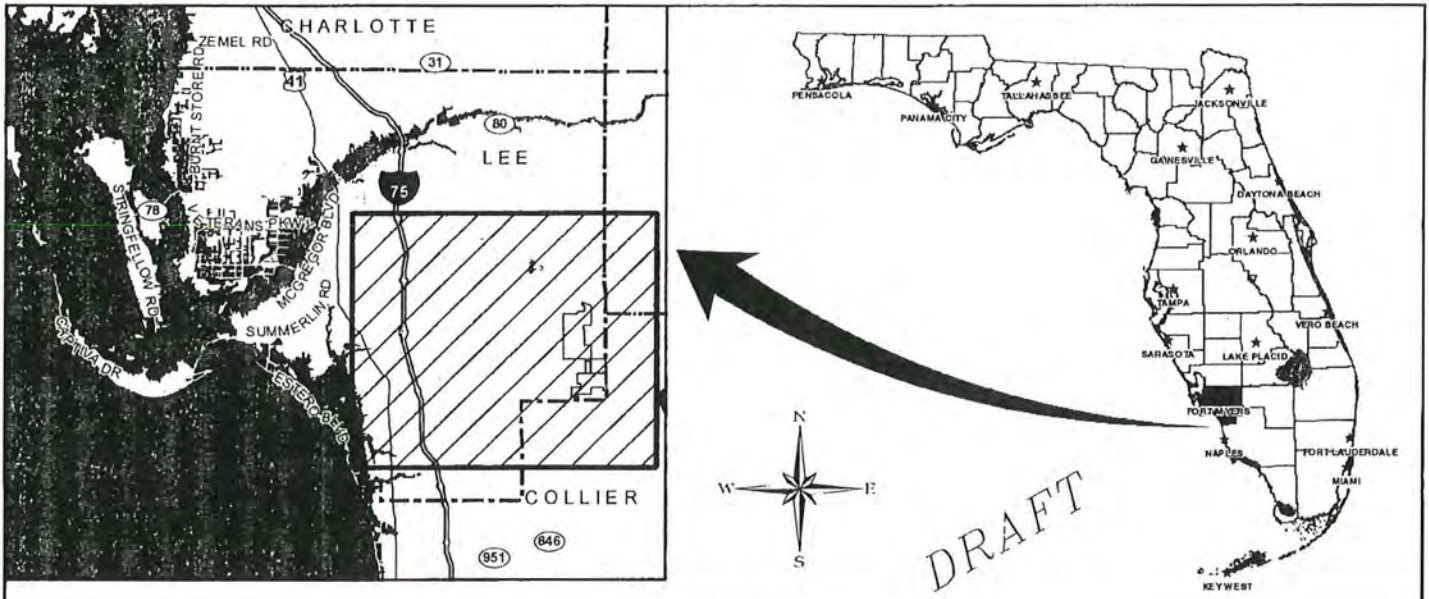 CHARLOTTE
ZEMEL RD
31
41
BURNT STORE RD
80
LEE
75
STRINGFELLOW RD
78
MCGREGOR BLVD
SUMMERLIN RD
CAPTIVA DR
ESTERO BLVD
COLLIER
846
951
PENSACOLA
TALLAHASSEE
JACKSONVILLE
PANAMA CITY
GAINESVILLE
DAYTONA BEACH
ORLANDO
TAMPA
VERO BEACH
SARASOTA
LAKE PLACID
FORT MYERS
NAPLES
FORT LAUDERDALE
MIAMI
KEY WEST
N
W
E
S
DRAFT